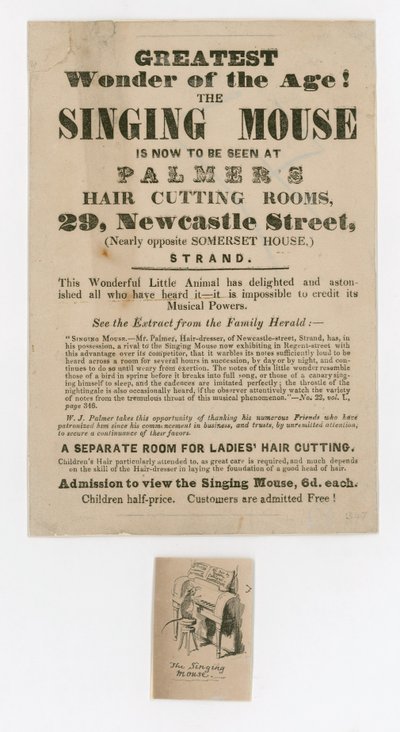 GREATEST
Wonder of the Age!
THE
SINGING MOUSE
IS NOW TO BE SEEN AT
PALMER'S
HAIR CUTTING ROOMS,
29, Newcastle Street,
(Nearly opposite SOMERSET HOUSE,)
STRAND.
This Wonderful Little Animal has delighted and aston-
ished all who have heard it—it is impossible to credit its
Musical Powers.
See the Extract from the Family Herald:—
"SINGING MOUSE.—Mr. Palmer, Hair-dresser, of Newcastle-street, Strand, has, in
his possession, a rival to the Singing Mouse now exhibiting in Regent-street with
this advantage over its competitor, that it warbles its notes sufficiently loud to be
heard across a room for several hours in succession, by day or by night, and con-
tinues to do so until weary from exertion. The notes of this little wonder resemble
those of a bird in spring before it breaks into full song, or those of a canary sing-
ing himself to sleep, and the cadences are imitated perfectly; the throstle of the
nightingale is also occasionally heard, if the observer attentively watch the variety
of notes from the tremulous throat of this musical phenomenon."—No. 22, vol. I.,
page 346.
W. J. Palmer takes this opportunity of thanking his numerous Friends who have
patronized him since his commencement in business, and trusts, by unremitted attention,
to secure a continuance of their favors.
A SEPARATE ROOM FOR LADIES' HAIR CUTTING.
Children's Hair particularly attended to, as great care is required, and much depends
on the skill of the Hair-dresser in laying the foundation of a good head of hair.
Admission to view the Singing Mouse, 6d. each.
Children half-price. Customers are admitted Free!
1847
The Singing
Mouse.